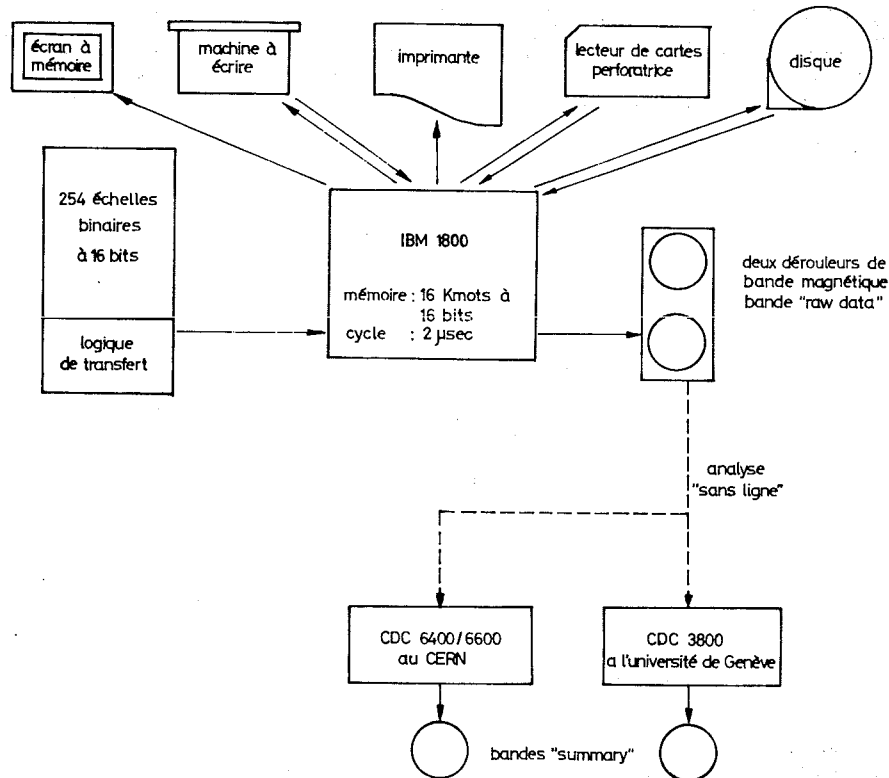 écran à
mémoire
machine à
écrire
imprimante
lecteur de cartes
perforatrice
disque
254 échelles
binaires
à 16 bits
logique
de transfert
IBM 1800
mémoire : 16 Kmots à
16 bits
cycle : 2 µsec
deux dérouleurs de
bande magnétique
bande "raw data"
analyse
"sans ligne"
CDC 6400/6600
au CERN
CDC 3800
a l'université de Genève
bandes "summary"